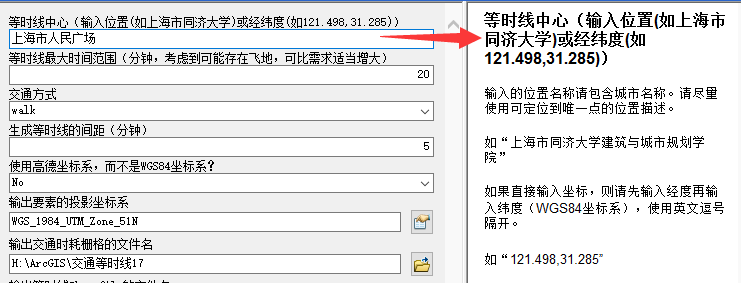 等时线中心（输入位置(如上海市同济大学)或经纬度(如121.498,31.285)）
上海市人民广场
等时线最大时间范围（分钟，考虑到可能存在飞地，可比需求适当增大）
20
交通方式
walk
生成等时线的间距（分钟）
5
使用高德坐标系，而不是WGS84坐标系？
No
输出要素的投影坐标系
WGS_1984_UTM_Zone_51N
输出交通时耗栅格的文件名
H:\ArcGIS\交通等时线17
等时线中心（输入位置(如上海市
同济大学)或经纬度(如
121.498,31.285)）
输入的位置名称请包含城市名称。请尽量
使用可定位到唯一点的位置描述。
如“上海市同济大学建筑与城市规划学
院”
如果直接输入坐标，则请先输入经度再输
入纬度（WGS84坐标系），使用英文逗号
隔开。
如“121.498,31.285”